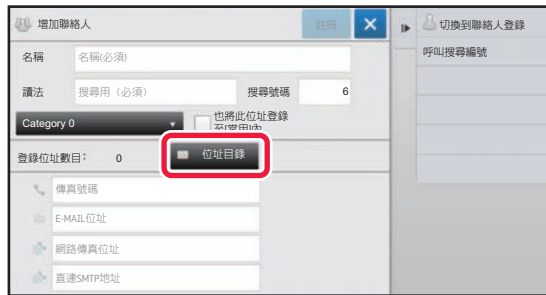 增加聯絡人
註冊
切換到聯絡人登錄
名稱
名稱(必須)
呼叫搜尋編號
讀法
搜尋用（必須）
搜尋號碼
6
Category 0
也將此位址登錄
至[常用]內
登錄位址數目:
0
位址目錄
傳真號碼
E-MAIL位址
網路傳真位址
直連SMTP地址